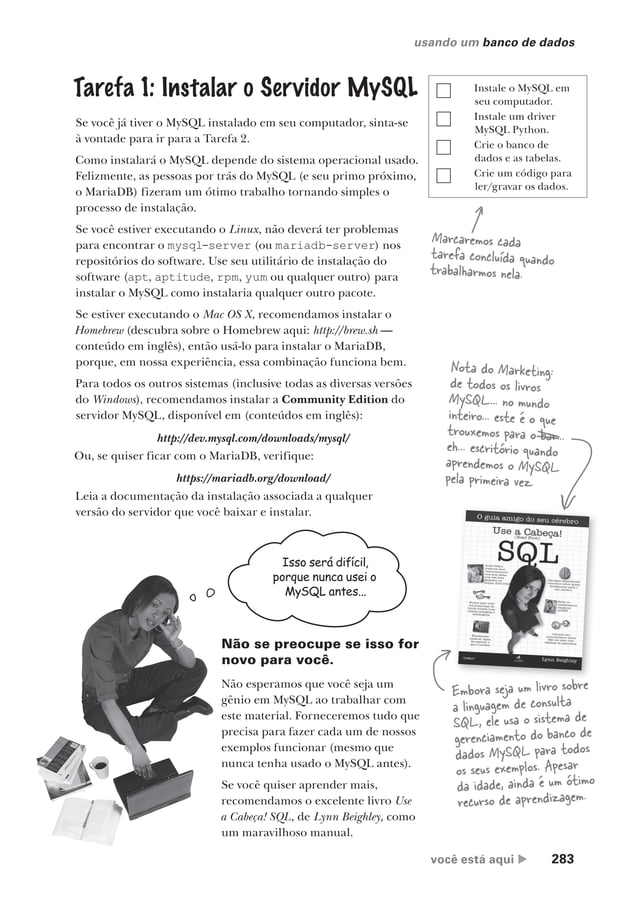 usando um banco de dados
Tarefa 1: Instalar o Servidor MySQL
Se você já tiver o MySQL instalado em seu computador, sinta-se
à vontade para ir para a Tarefa 2.
Como instalará o MySQL depende do sistema operacional usado.
Felizmente, as pessoas por trás do MySQL (e seu primo próximo,
o MariaDB) fizeram um ótimo trabalho tornando simples o
processo de instalação.
Se você estiver executando o Linux, não deverá ter problemas
para encontrar o mysql-server (ou mariadb-server) nos
repositórios do software. Use seu utilitário de instalação do
software (apt, aptitude, rpm, yum ou qualquer outro) para
instalar o MySQL como instalaria qualquer outro pacote.
Se estiver executando o Mac OS X, recomendamos instalar o
Homebrew (descubra sobre o Homebrew aqui: http://brew.sh —
conteúdo em inglês), então usá-lo para instalar o MariaDB,
porque, em nossa experiência, essa combinação funciona bem.
Para todos os outros sistemas (inclusive todas as diversas versões
do Windows), recomendamos instalar a Community Edition do
servidor MySQL, disponível em (conteúdos em inglês):
http://dev.mysql.com/downloads/mysql/
Ou, se quiser ficar com o MariaDB, verifique:
https://mariadb.org/download/
Leia a documentação da instalação associada a qualquer
versão do servidor que você baixar e instalar.
Instale o MySQL em
seu computador.
Instale um driver
MySQL Python.
Crie o banco de
dados e as tabelas.
Crie um código para
ler/gravar os dados.
Marcaremos cada
tarefa concluída quando
trabalharmos nela.
Nota do Marketing:
de todos os livros
MySQL... no mundo
inteiro... este é o que
trouxemos para o bar...
eh... escritório quando
aprendemos o MySQL
pela primeira vez.
O guia amigo do seu cérebro
Use a Cabeça!
SQL
Lynn Beighley
Isso será difícil,
porque nunca usei o
MySQL antes...
Não se preocupe se isso for
novo para você.
Não esperamos que você seja um
gênio em MySQL ao trabalhar com
este material. Forneceremos tudo que
precisa para fazer cada um de nossos
exemplos funcionar (mesmo que
nunca tenha usado o MySQL antes).
Se você quiser aprender mais,
recomendamos o excelente livro Use
a Cabeça! SQL, de Lynn Beighley, como
um maravilhoso manual.
Embora seja um livro sobre
a linguagem de consulta
SQL, ele usa o sistema de
gerenciamento do banco de
dados MySQL para todos
os seus exemplos. Apesar
da idade, ainda é um ótimo
recurso de aprendizagem.
você está aqui
283